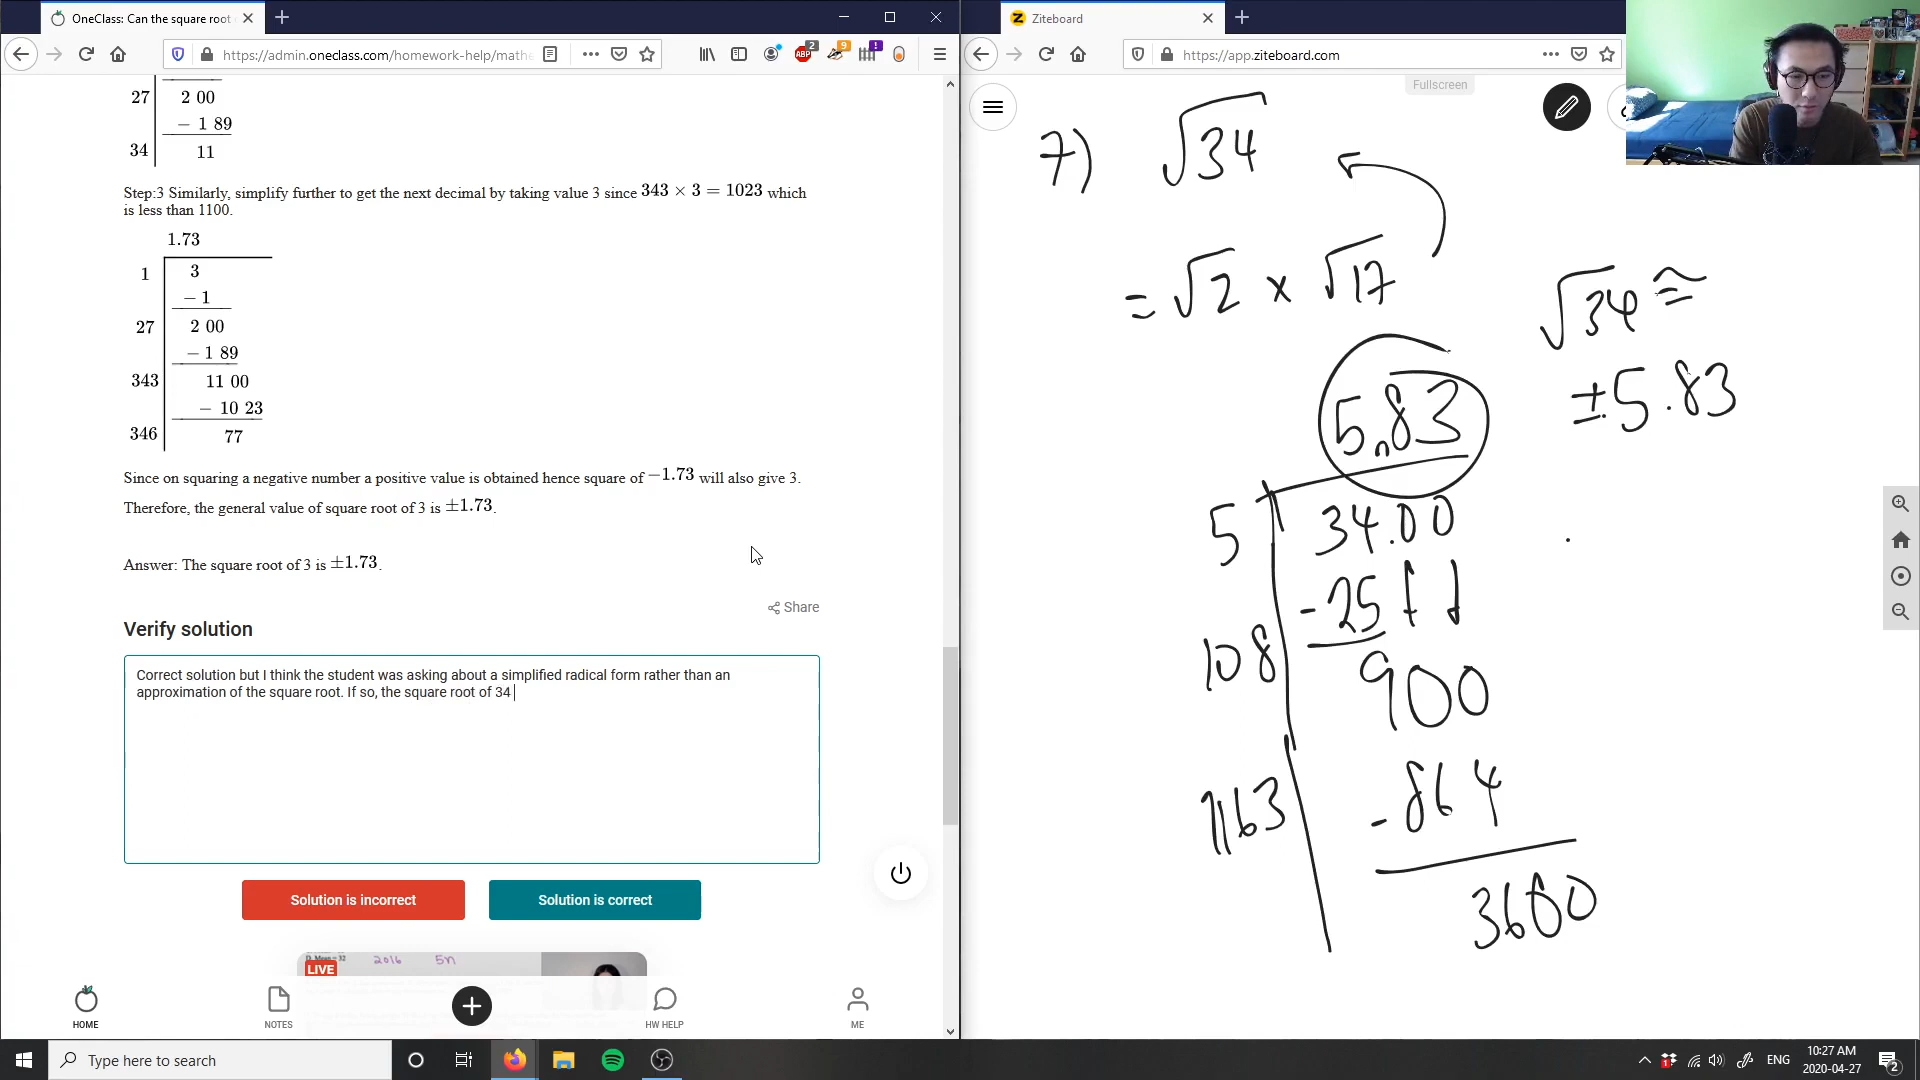 OneClass: Can the square root
https://admin.oneclass.com/homework-help/mathe
ABP
2
9
!
27
2 00
− 1 89
34
11
Step:3 Similarly, simplify further to get the next decimal by taking value 3 since 343 × 3 = 1023 which
is less than 1100.
1.73
1
3
− 1
27
2 00
− 1 89
343
11 00
− 10 23
346
77
Since on squaring a negative number a positive value is obtained hence square of −1.73 will also give 3.
Therefore, the general value of square root of 3 is ±1.73.
Answer: The square root of 3 is ±1.73.
Share
Verify solution
Correct solution but I think the student was asking about a simplified radical form rather than an
approximation of the square root. If so, the square root of 34
Solution is incorrect
Solution is correct
LIVE
2016
5n
HOME
NOTES
HW HELP
ME
Ziteboard
https://app.ziteboard.com
Fullscreen
7) √34
= √2 × √17
√34 ≅
±5.83
5.83
5
34.00
-25
108
900
-864
1163
3600
Type here to search
ENG
10:27 AM
2020-04-27
2